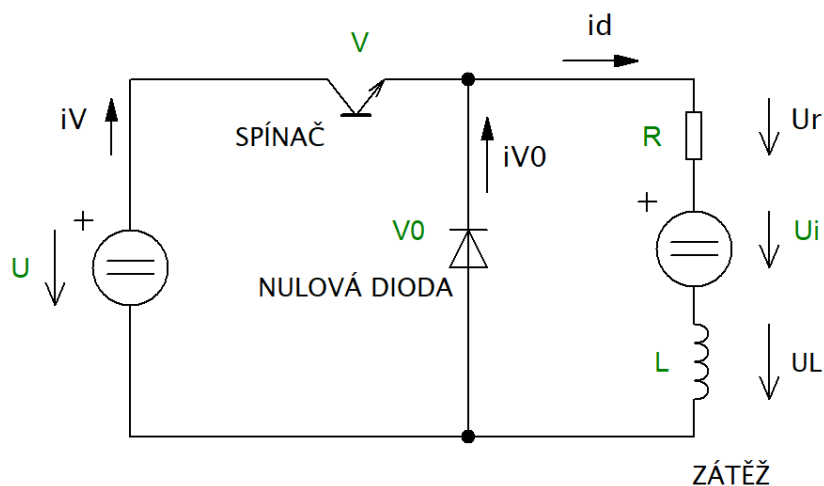 V
id
iV
SPÍNAČ
R
Ur
iV0
+
+
V0
U
Ui
NULOVÁ DIODA
L
UL
ZÁTĚŽ